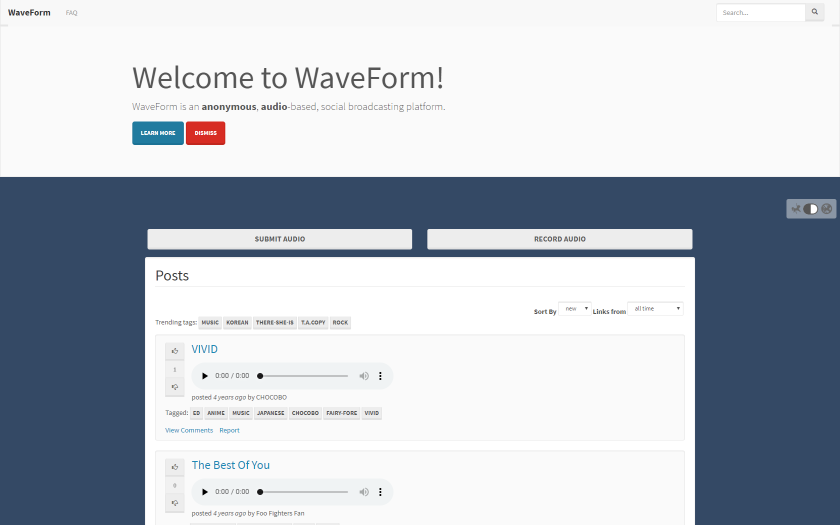 WaveForm FAQ Search...
Welcome to WaveForm!
WaveForm is an anonymous, audio-based, social broadcasting platform.
LEARN MORE DISMISS
SUBMIT AUDIO RECORD AUDIO
Posts
Sort By new Links from all time
Trending tags: MUSIC KOREAN THERE-SHE-IS T.A.COPY ROCK
VIVID
1
0:00 / 0:00
posted 4 years ago by CHOCOBO
Tagged: ED ANIME MUSIC JAPANESE CHOCOBO FAIRY-FORE VIVID
View Comments Report
The Best Of You
0
0:00 / 0:00
posted 4 years ago by Foo Fighters Fan